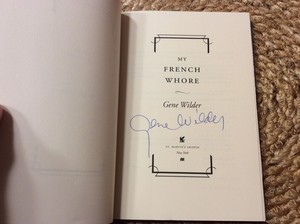 MY
FRENCH
WHORE
Gene Wilder
Gene Wilder
ST. MARTIN'S PRESS
New York